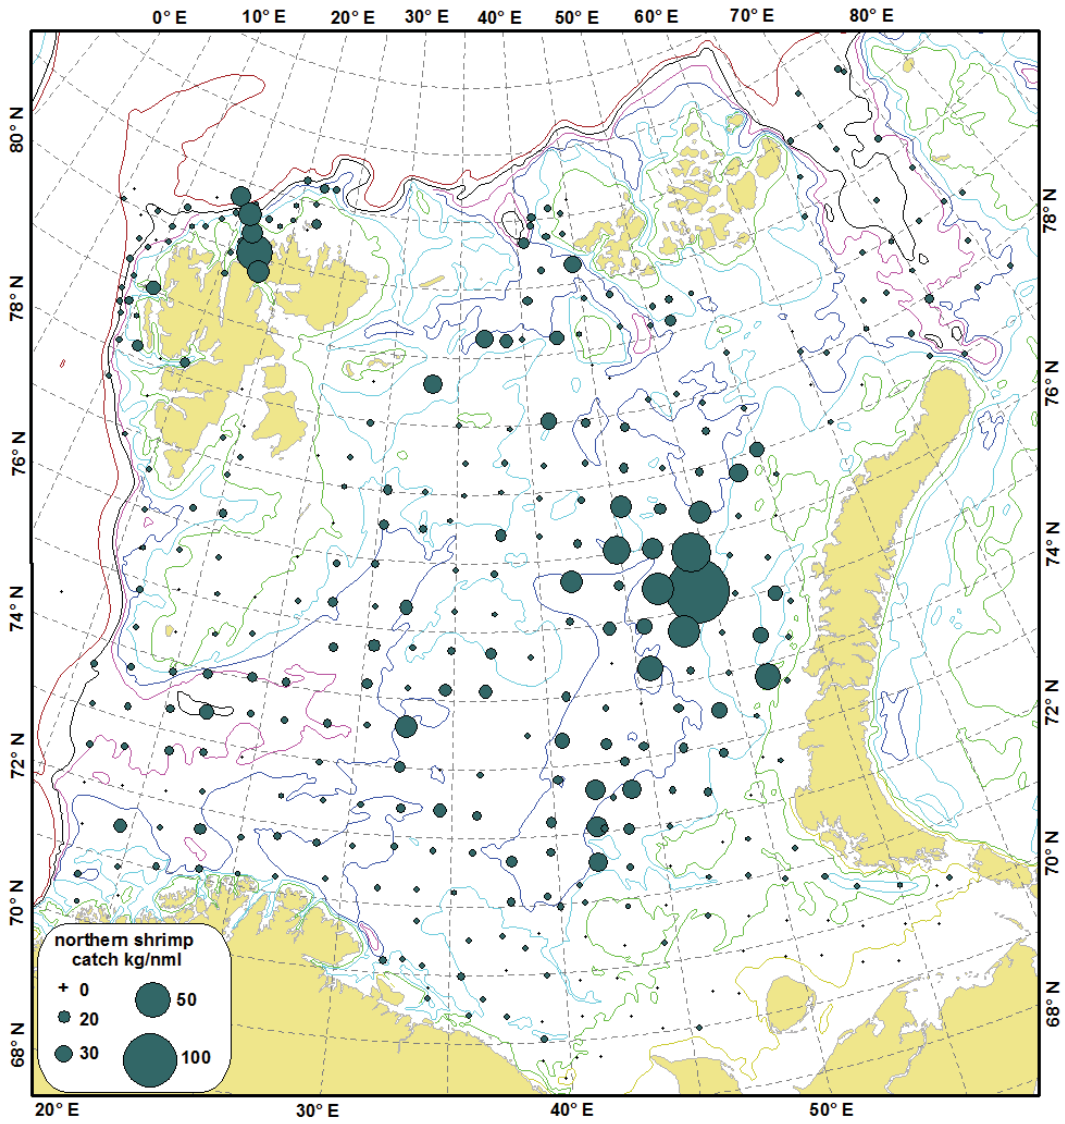 0° E 10° E 20° E 30° E 40° E 50° E 60° E 70° E 80° E
80° N
78° N
76° N
74° N
72° N
70° N
68° N
78° N
76° N
74° N
72° N
70° N
68° N
northern shrimp
catch kg/nml
0
20
30
50
100
20° E 30° E 40° E 50° E